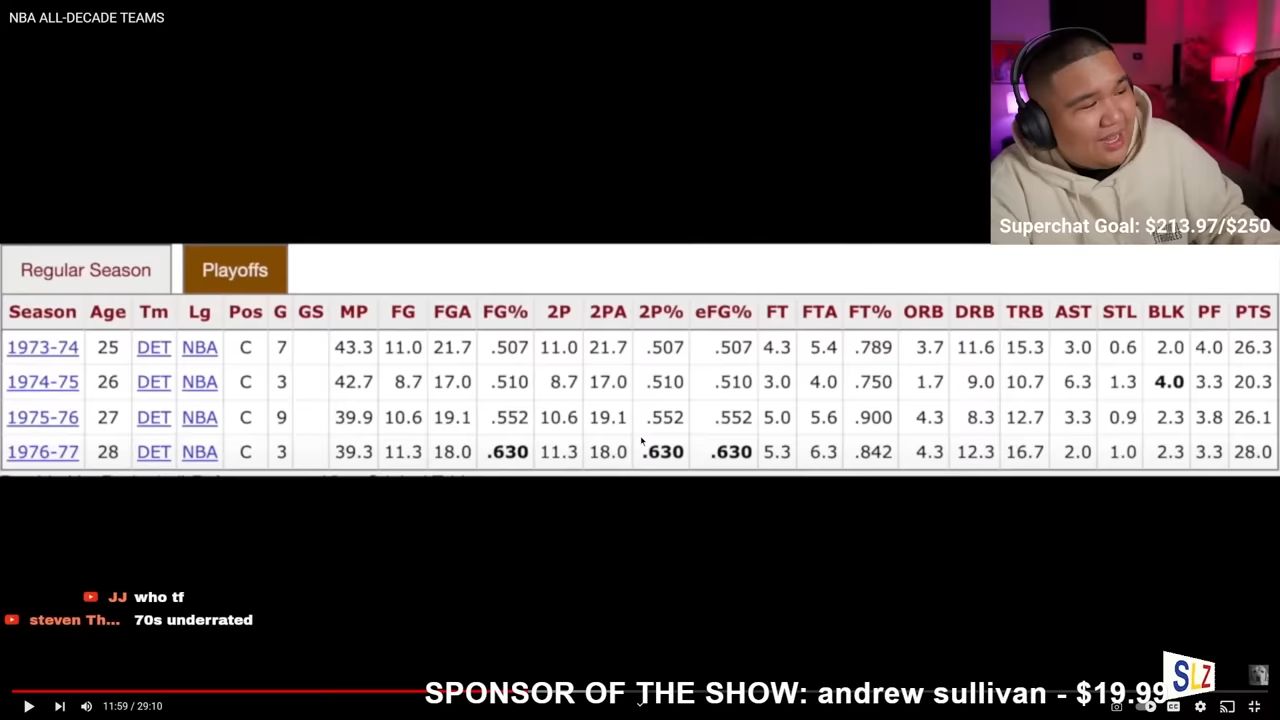 NBA ALL-DECADE TEAMS
Superchat Goal: $213.97/$250
Regular Season Playoffs
Season Age Tm Lg Pos G GS MP FG FGA FG% 2P 2PA 2P% eFG% FT FTA FT% ORB DRB TRB AST STL BLK PF PTS
1973-74 25 DET NBA C 7 43.3 11.0 21.7 .507 11.0 21.7 .507 .507 4.3 5.4 .789 3.7 11.6 15.3 3.0 0.6 2.0 4.0 26.3
1974-75 26 DET NBA C 3 42.7 8.7 17.0 .510 8.7 17.0 .510 .510 3.0 4.0 .750 1.7 9.0 10.7 6.3 1.3 4.0 3.3 20.3
1975-76 27 DET NBA C 9 39.9 10.6 19.1 .552 10.6 19.1 .552 .552 5.0 5.6 .900 4.3 8.3 12.7 3.3 0.9 2.3 3.8 26.1
1976-77 28 DET NBA C 3 39.3 11.3 18.0 .630 11.3 18.0 .630 .630 5.3 6.3 .842 4.3 12.3 16.7 2.0 1.0 2.3 3.3 28.0
JJ who tf
steven Th... 70s underrated
SLZ
SPONSOR OF THE SHOW: andrew sullivan - $19.99
11:59 / 29:10